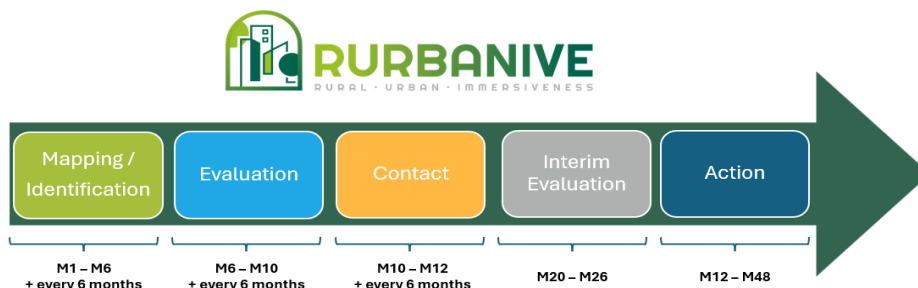 RURBANIVE
RURAL · URBAN · IMMERSIVENESS
Mapping /
Identification
Evaluation
Contact
Interim
Evaluation
Action
M1 – M6
+ every 6 months
M6 – M10
+ every 6 months
M10 – M12
+ every 6 months
M20 – M26
M12 – M48